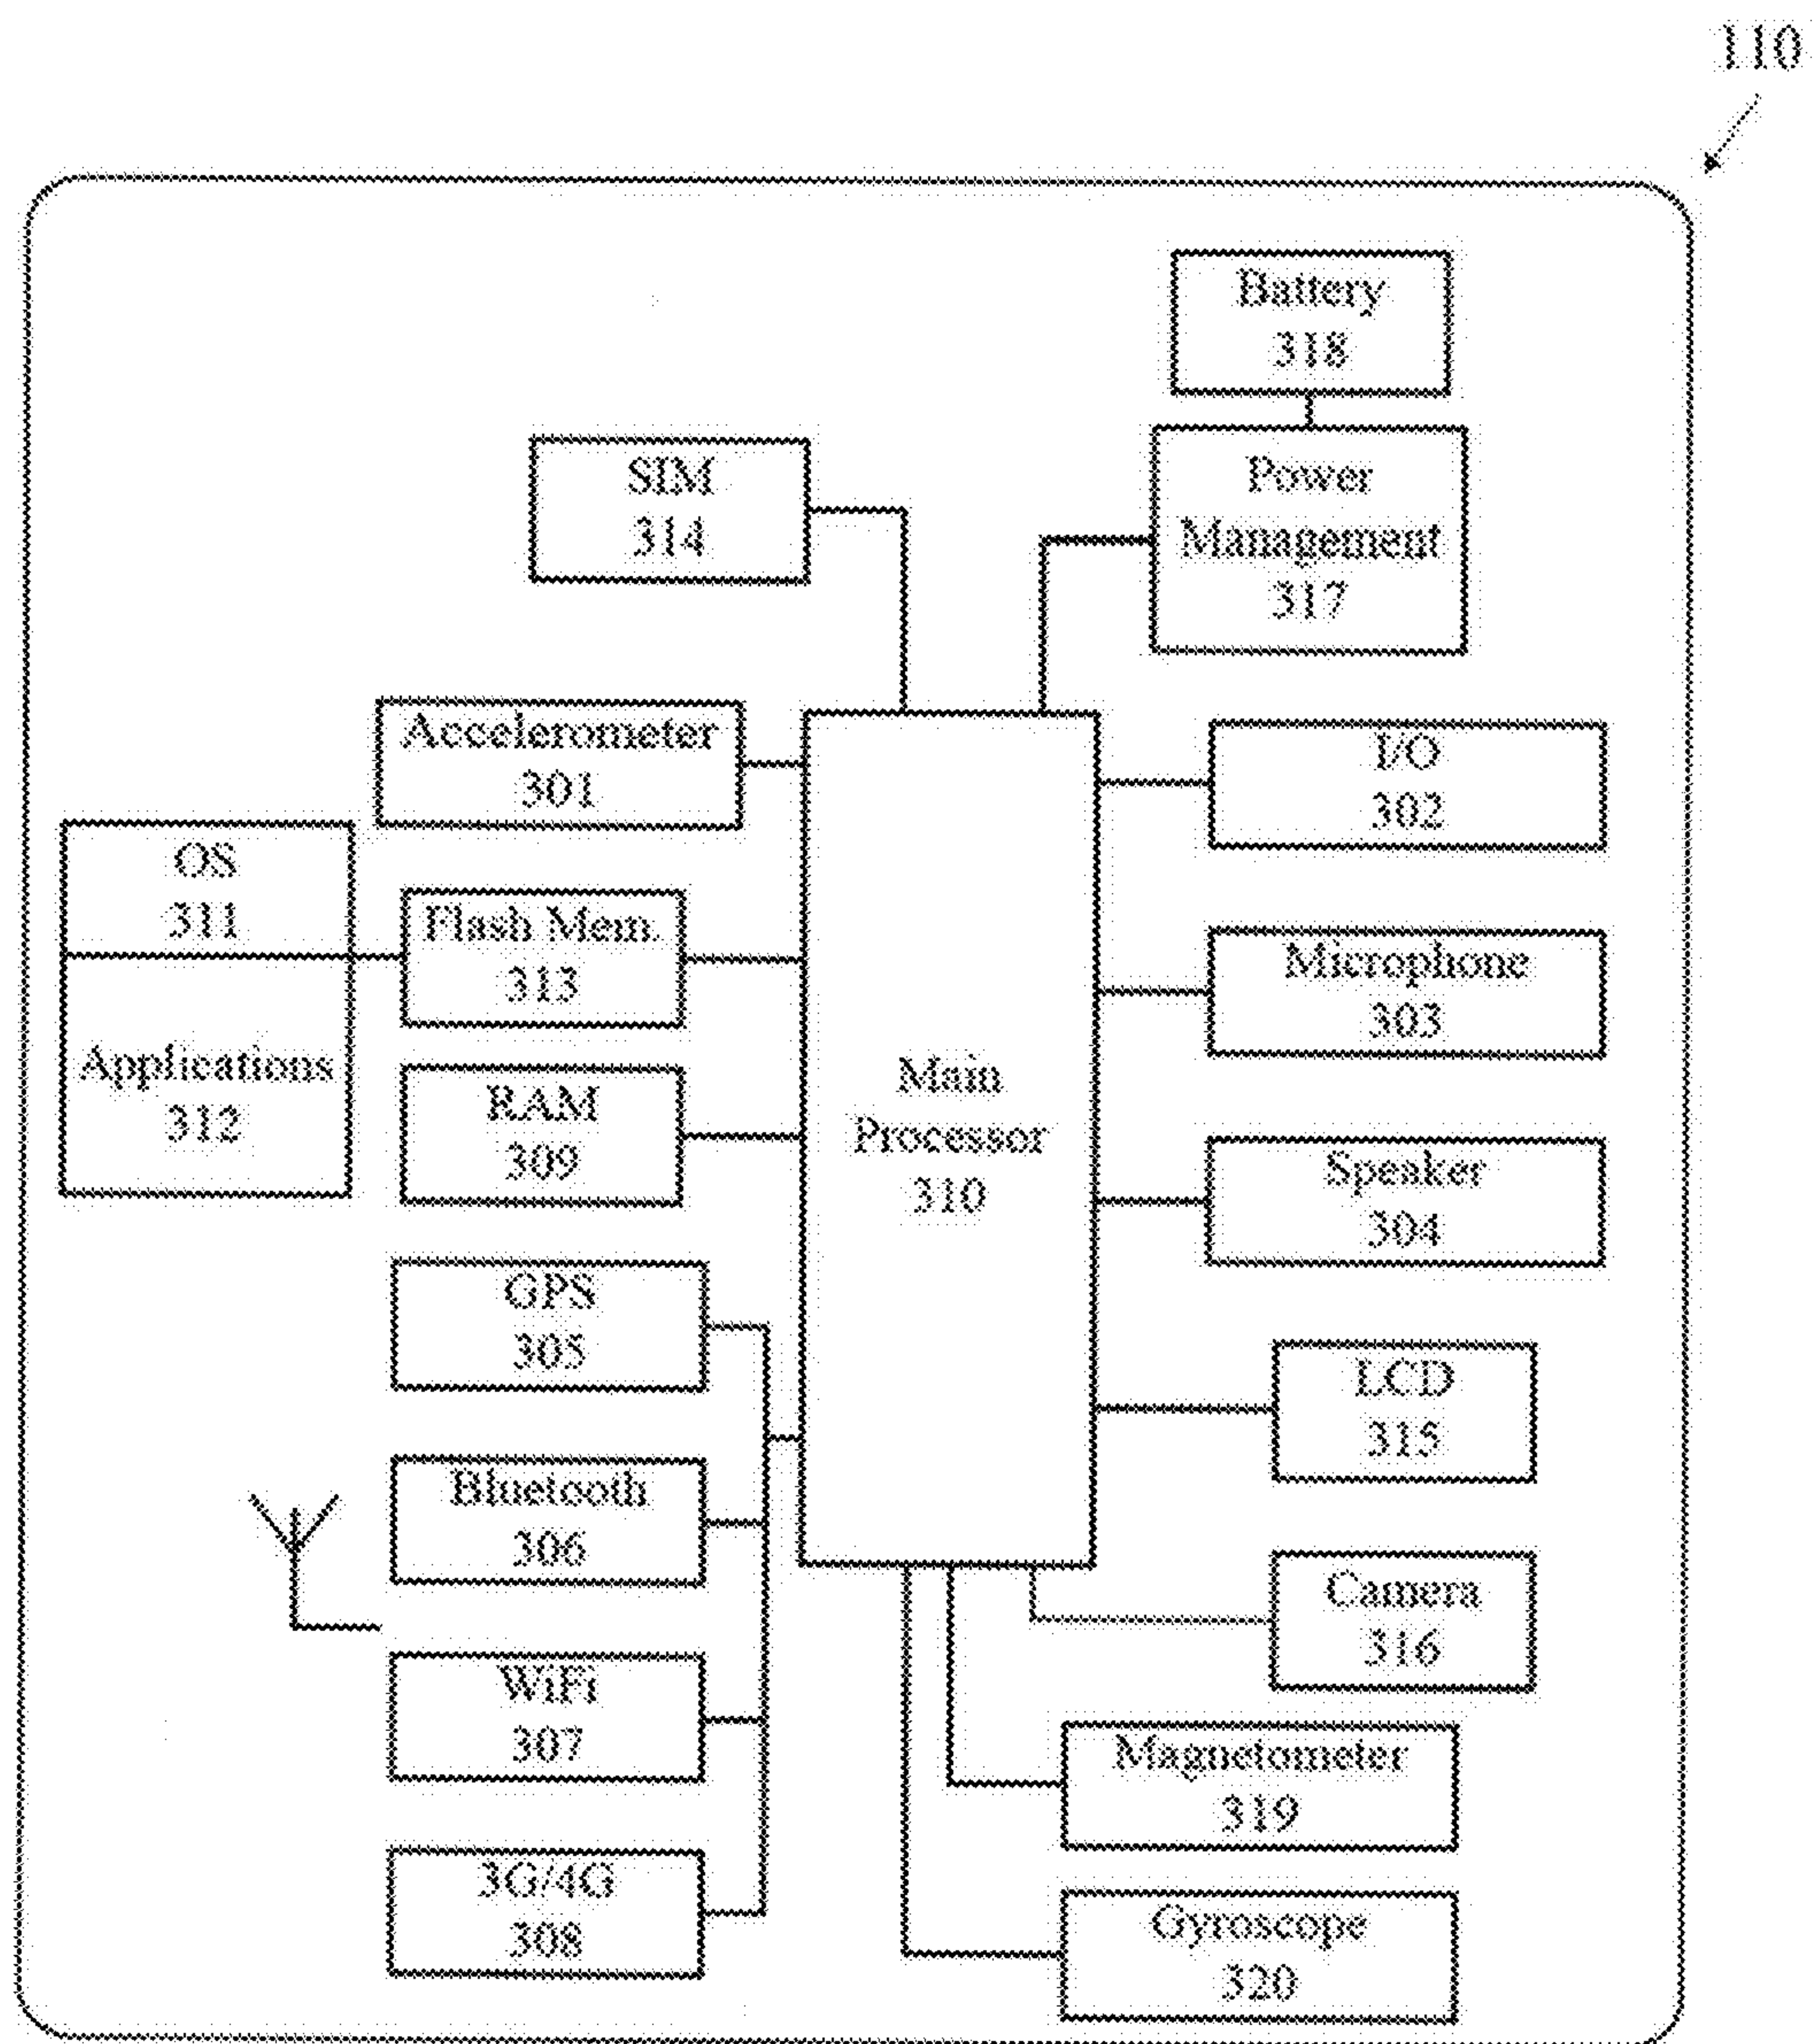 110
Battery
318
SIM
314
Power
Management
317
Accelerometer
301
I/O
302
OS
311
Flash Mem.
313
Microphone
303
Applications
312
RAM
309
Main
Processor
310
Speaker
304
GPS
305
LCD
315
Bluetooth
306
Camera
316
WiFi
307
Magnetometer
319
3G/4G
308
Gyroscope
320